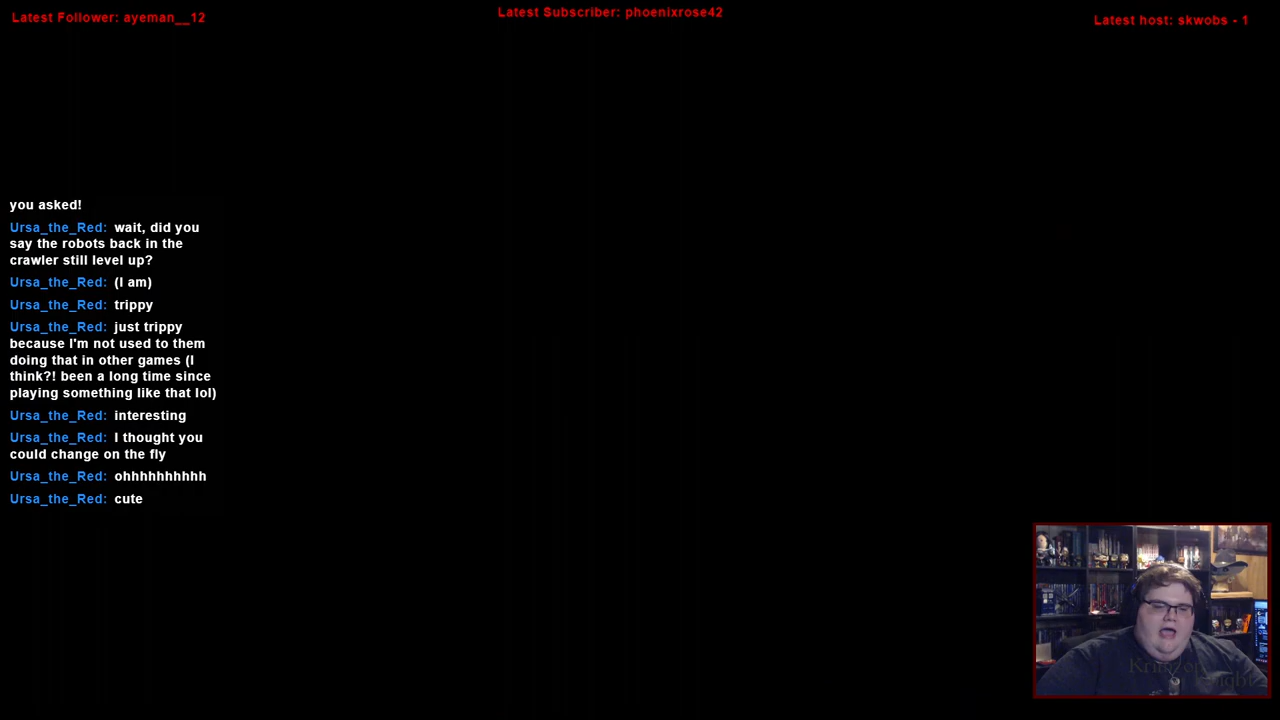 Latest Follower: ayeman__12
Latest Subscriber: phoenixrose42
Latest host: skwobs - 1
you asked!
Ursa_the_Red: wait, did you
say the robots back in the
crawler still level up?
Ursa_the_Red: (I am)
Ursa_the_Red: trippy
Ursa_the_Red: just trippy
because I'm not used to them
doing that in other games (I
think?! been a long time since
playing something like that lol)
Ursa_the_Red: interesting
Ursa_the_Red: I thought you
could change on the fly
Ursa_the_Red: ohhhhhhhhhh
Ursa_the_Red: cute